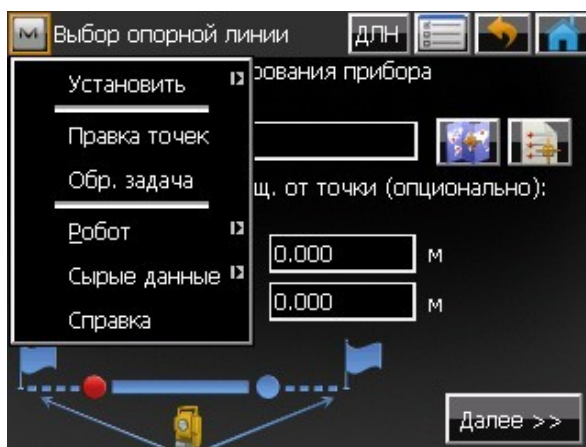 Выбор опорной линии
ДЛН
рования прибора
Установить
Правка точек
Обр. задача
щ. от точки (опционально):
Робот
0.000 м
Сырые данные
0.000 м
Справка
Далее >>